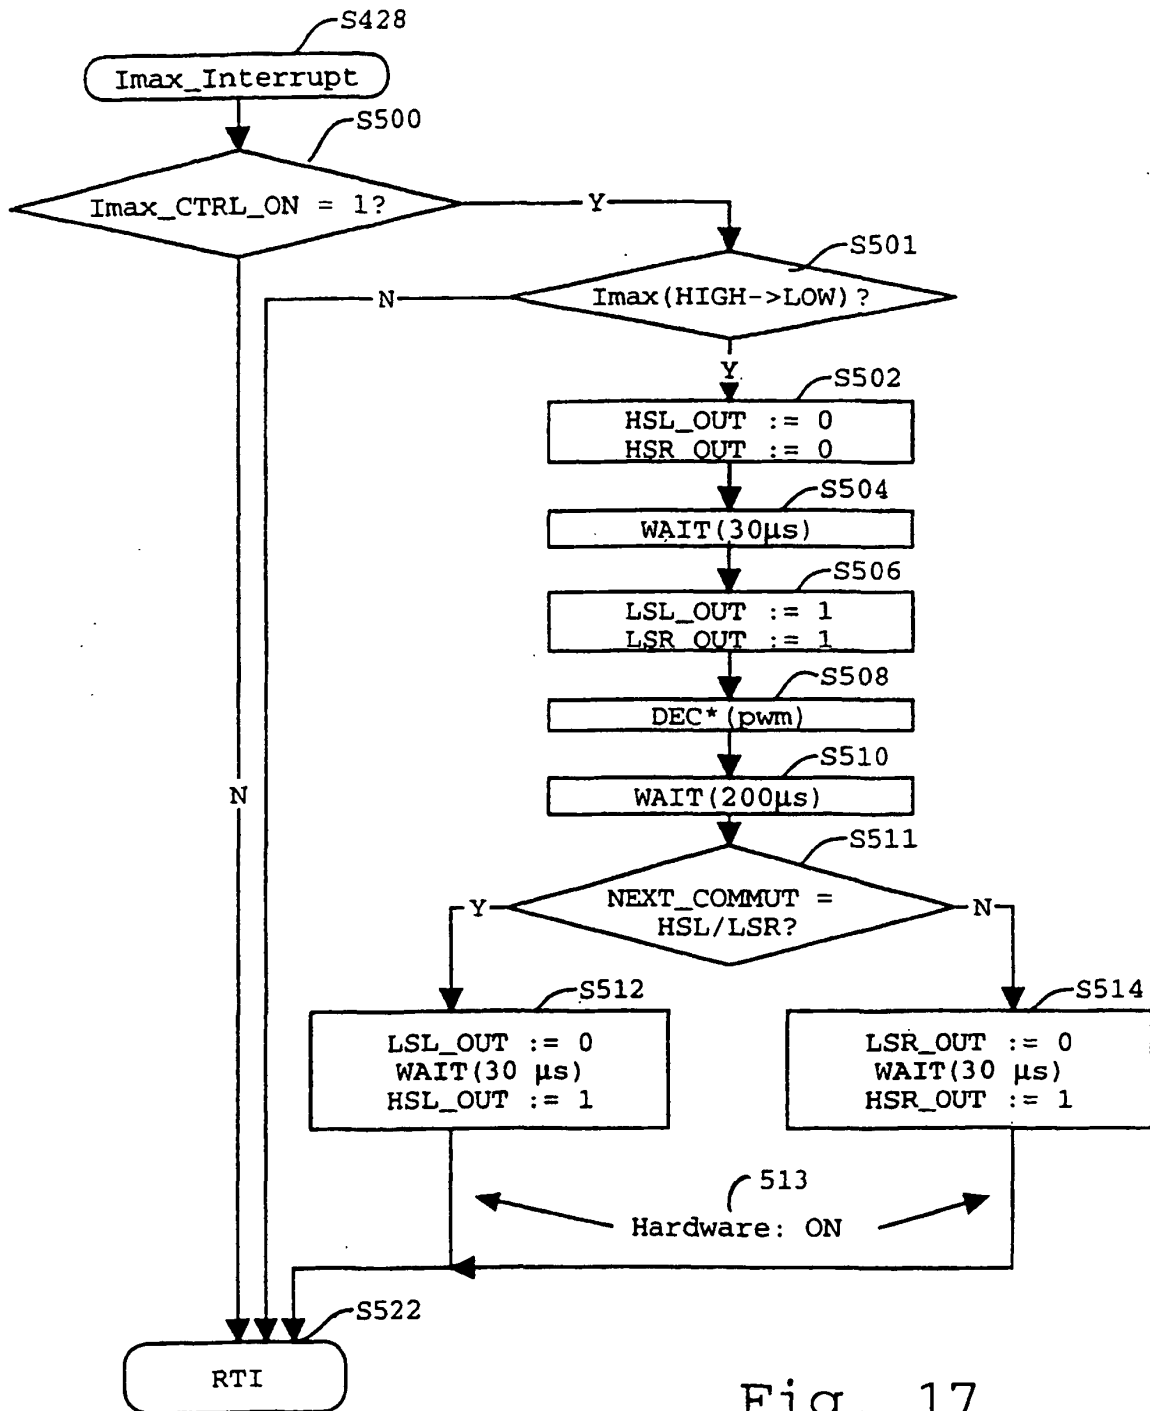 S428
Imax_Interrupt
S500
Imax_CTRL_ON = 1?
Y
S501
N
Imax(HIGH->LOW)?
Y
S502
HSL_OUT := 0
HSR_OUT := 0
S504
WAIT(30µs)
S506
LSL_OUT := 1
LSR_OUT := 1
S508
DEC*(pwm)
S510
N
WAIT(200µs)
S511
Y
NEXT_COMMUT =
HSL/LSR?
N
S512
S514
LSL_OUT := 0
WAIT(30 µs)
HSL_OUT := 1
LSR_OUT := 0
WAIT(30 µs)
HSR_OUT := 1
513
Hardware: ON
S522
RTI
Fig. 17